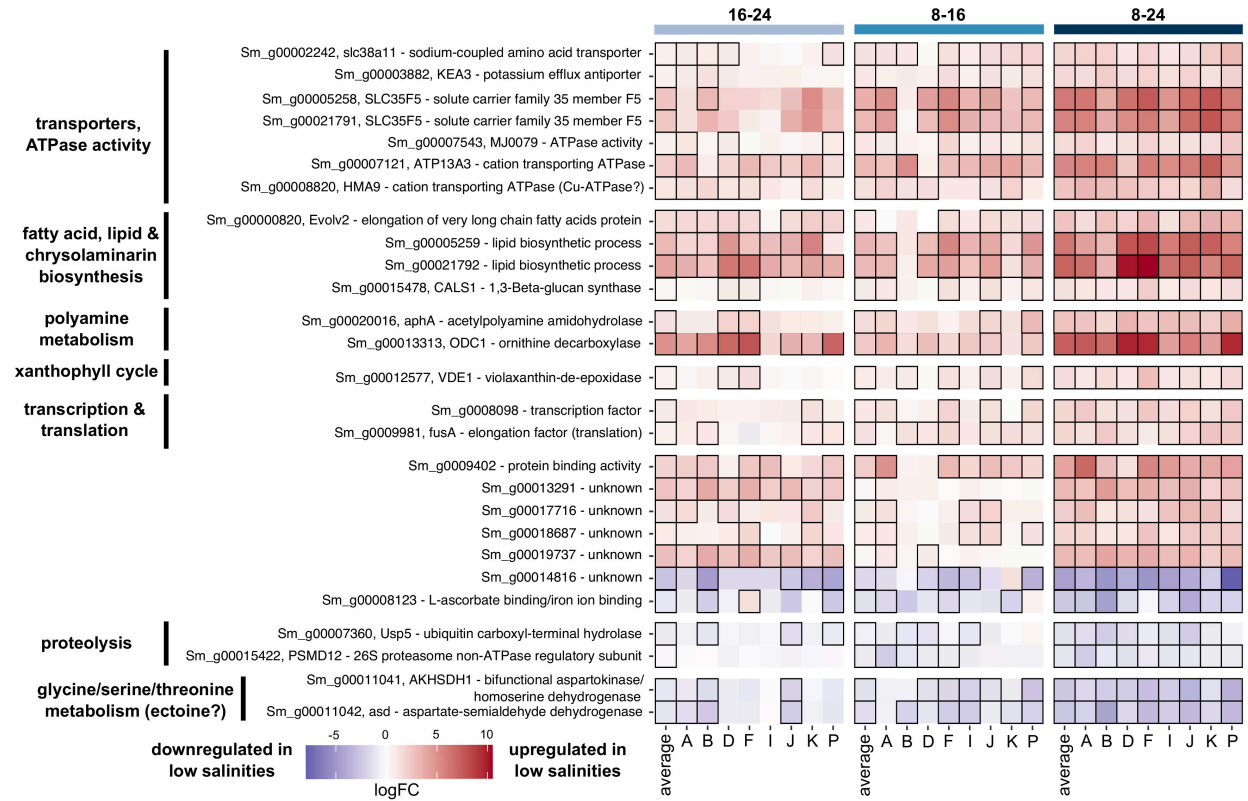 16-24 8-16 8-24
transporters,
ATPase activity
Sm_g00002242, slc38a11 - sodium-coupled amino acid transporter
Sm_g00003882, KEA3 - potassium efflux antiporter
Sm_g00005258, SLC35F5 - solute carrier family 35 member F5
Sm_g00021791, SLC35F5 - solute carrier family 35 member F5
Sm_g00007543, MJ0079 - ATPase activity
Sm_g00007121, ATP13A3 - cation transporting ATPase
Sm_g00008820, HMA9 - cation transporting ATPase (Cu-ATPase?)
fatty acid, lipid &
chrysolaminarin
biosynthesis
Sm_g00000820, Evolv2 - elongation of very long chain fatty acids protein
Sm_g00005259 - lipid biosynthetic process
Sm_g00021792 - lipid biosynthetic process
Sm_g00015478, CALS1 - 1,3-Beta-glucan synthase
polyamine
metabolism
Sm_g00020016, aphA - acetylpolyamine amidohydrolase
Sm_g00013313, ODC1 - ornithine decarboxylase
xanthophyll cycle
Sm_g00012577, VDE1 - violaxanthin-de-epoxidase
transcription &
translation
Sm_g0008098 - transcription factor
Sm_g0009981, fusA - elongation factor (translation)
Sm_g0009402 - protein binding activity
Sm_g00013291 - unknown
Sm_g00017716 - unknown
Sm_g00018687 - unknown
Sm_g00019737 - unknown
Sm_g00014816 - unknown
Sm_g00008123 - L-ascorbate binding/iron ion binding
proteolysis
Sm_g00007360, Usp5 - ubiquitin carboxyl-terminal hydrolase
Sm_g00015422, PSMD12 - 26S proteasome non-ATPase regulatory subunit
glycine/serine/threonine
metabolism (ectoine?)
Sm_g00011041, AKHSDH1 - bifunctional aspartokinase/
homoserine dehydrogenase
Sm_g00011042, asd - aspartate-semialdehyde dehydrogenase
average A B D F I J K P
average A B D F I J K P
average A B D F I J K P
downregulated in
low salinities
-5 0 5 10
logFC
upregulated in
low salinities